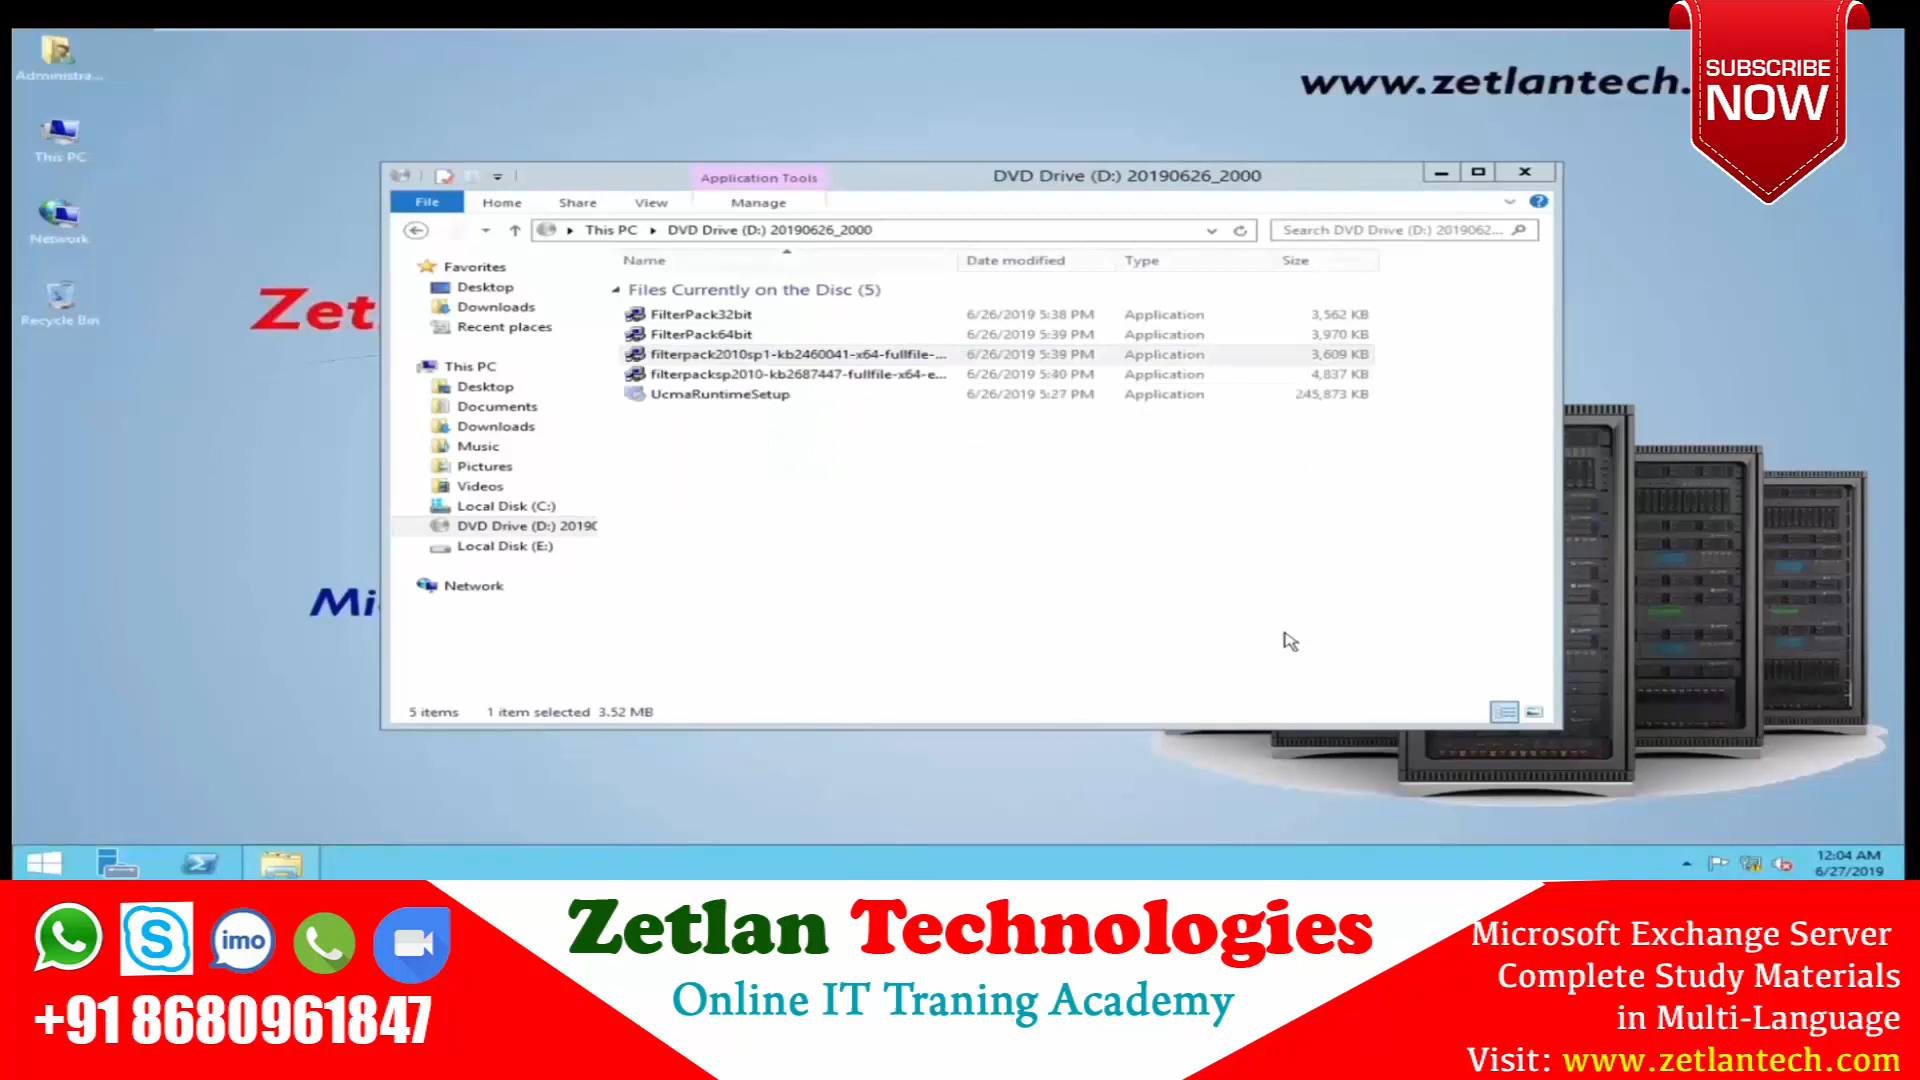 www.zetlantech.
SUBSCRIBE
NOW
Administra...
This PC
Network
Recycle Bin
Zet
Mi
Application Tools
DVD Drive (D:) 20190626_2000
File
Home
Share
View
Manage
This PC
DVD Drive (D:) 20190626_2000
Search DVD Drive (D:) 2019062...
Favorites
Desktop
Downloads
Recent places
This PC
Desktop
Documents
Downloads
Music
Pictures
Videos
Local Disk (C:)
DVD Drive (D:) 2019
Local Disk (E:)
Network
Name Date modified Type Size
Files Currently on the Disc (5)
FilterPack32bit 6/26/2019 5:38 PM Application 3,562 KB
FilterPack64bit 6/26/2019 5:39 PM Application 3,970 KB
filterpack2010sp1-kb2460041-x64-fullfile-... 6/26/2019 5:39 PM Application 3,609 KB
filterpacksp2010-kb2687447-fullfile-x64-e... 6/26/2019 5:40 PM Application 4,837 KB
UcmaRuntimeSetup 6/26/2019 5:27 PM Application 245,873 KB
5 items 1 item selected 3.52 MB
12:04 AM
6/27/2019
S
imo
+91 8680961847
Zetlan Technologies
Online IT Traning Academy
Microsoft Exchange Server
Complete Study Materials
in Multi-Language
Visit: www.zetlantech.com